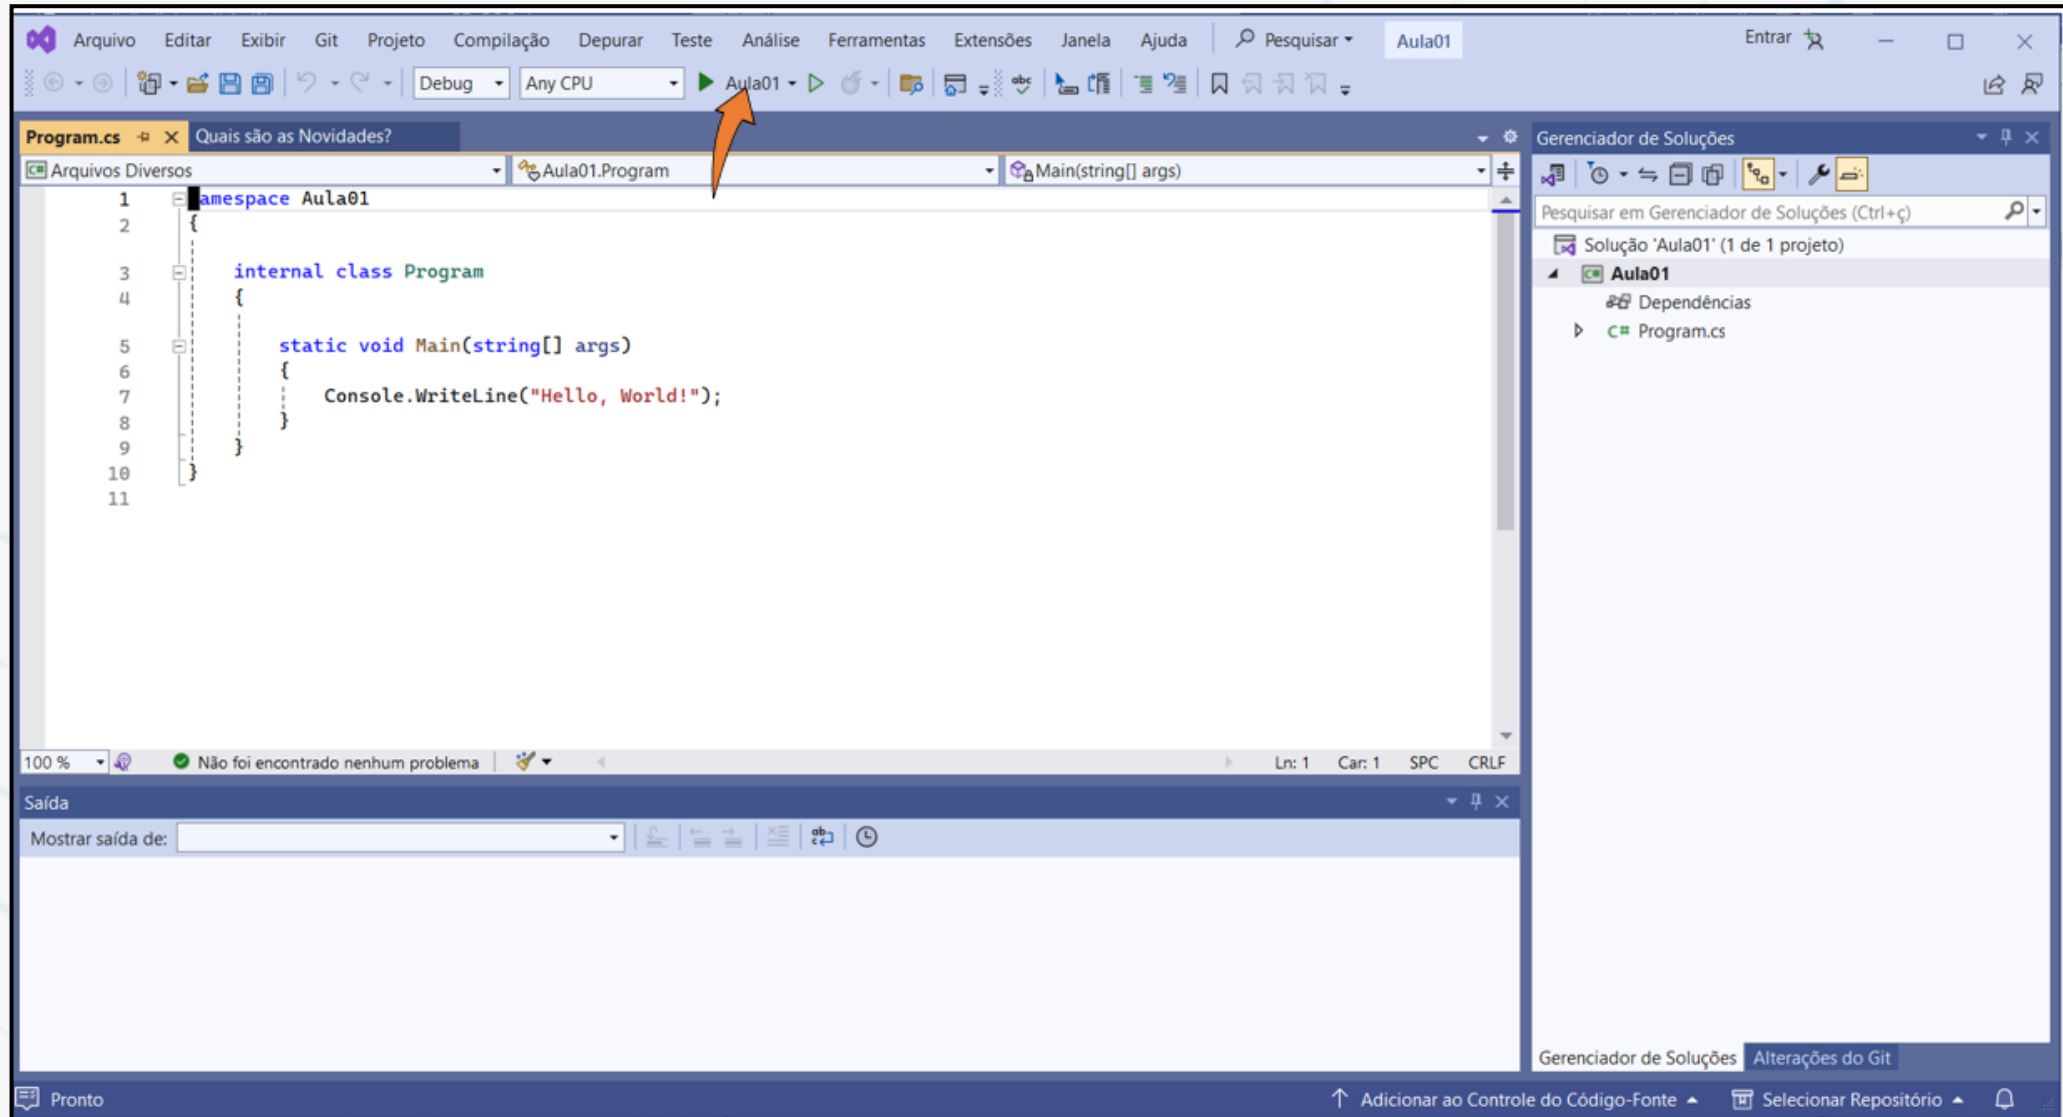 Arquivo Editar Exibir Git Projeto Compilação Depurar Teste Análise Ferramentas Extensões Janela Ajuda Pesquisar Aula01 Entrar
Debug Any CPU Aula01
Program.cs Quais são as Novidades?
Arquivos Diversos Aula01.Program Main(string[] args)
1 amespace Aula01
2 {
3 internal class Program
4 {
5 static void Main(string[] args)
6 {
7 Console.WriteLine("Hello, World!");
8 }
9 }
10 }
11
100 % Não foi encontrado nenhum problema Ln: 1 Car: 1 SPC CRLF
Saída
Mostrar saída de:
Gerenciador de Soluções
Pesquisar em Gerenciador de Soluções (Ctrl+ç)
Solução 'Aula01' (1 de 1 projeto)
Aula01
Dependências
C# Program.cs
Gerenciador de Soluções Alterações do Git
Pronto Adicionar ao Controle do Código-Fonte Selecionar Repositório